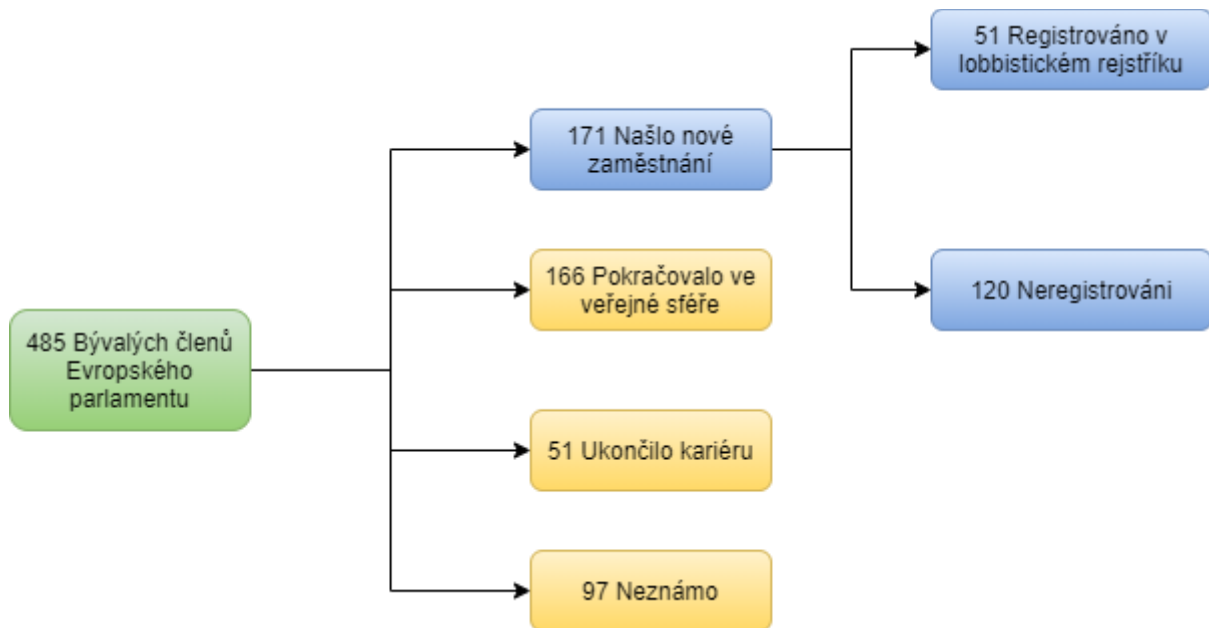 485 Bývalých členů
Evropského
parlamentu
171 Našlo nové
zaměstnání
166 Pokračovalo ve
veřejné sféře
51 Ukončilo kariéru
97 Neznámo
51 Registrováno v
lobbistickém rejstříku
120 Neregistrováni